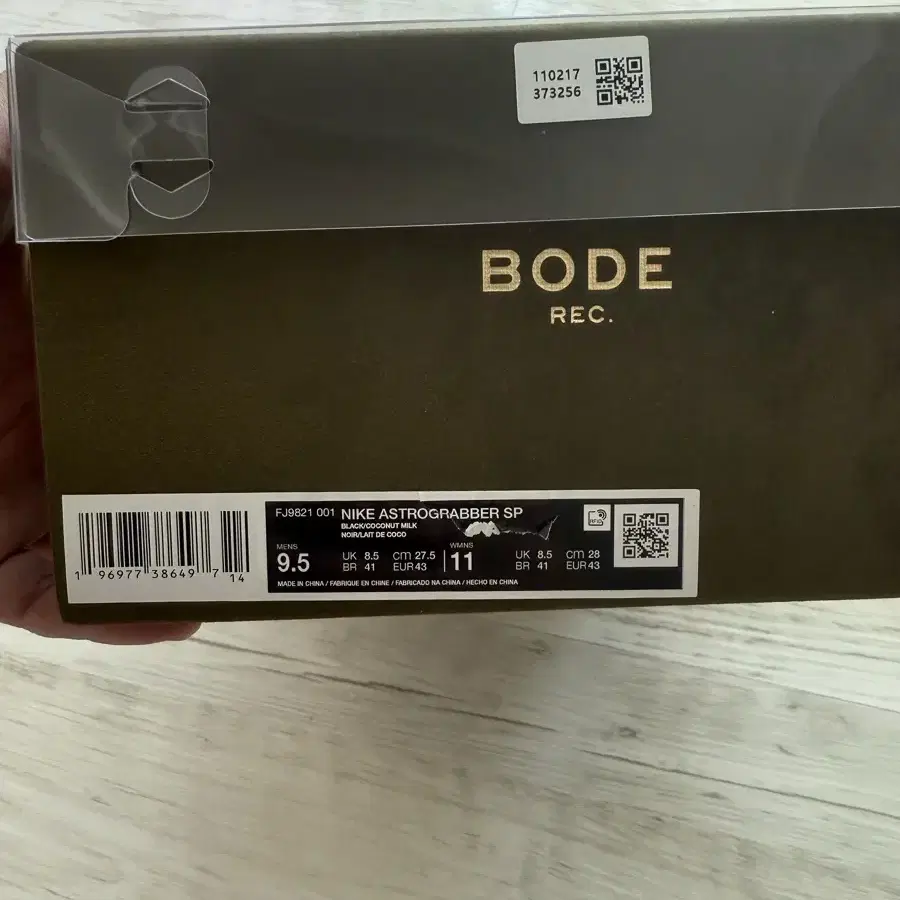 110217
373256
BODE
REC.
FJ9821 001 NIKE ASTROGRABBER SP
BLACK/COCONUT MILK
NOIR/LAIT DE COCO
RFID
MENS
9.5
UK 8.5 cm 27.5
BR 41 EUR 43
WMNS
11
UK 8.5 cm 28
BR 41 EUR 43
MADE IN CHINA / FABRIQUE EN CHINE / FABRICADO NA CHINA / HECHO EN CHINA
1 96977 38649 7 14